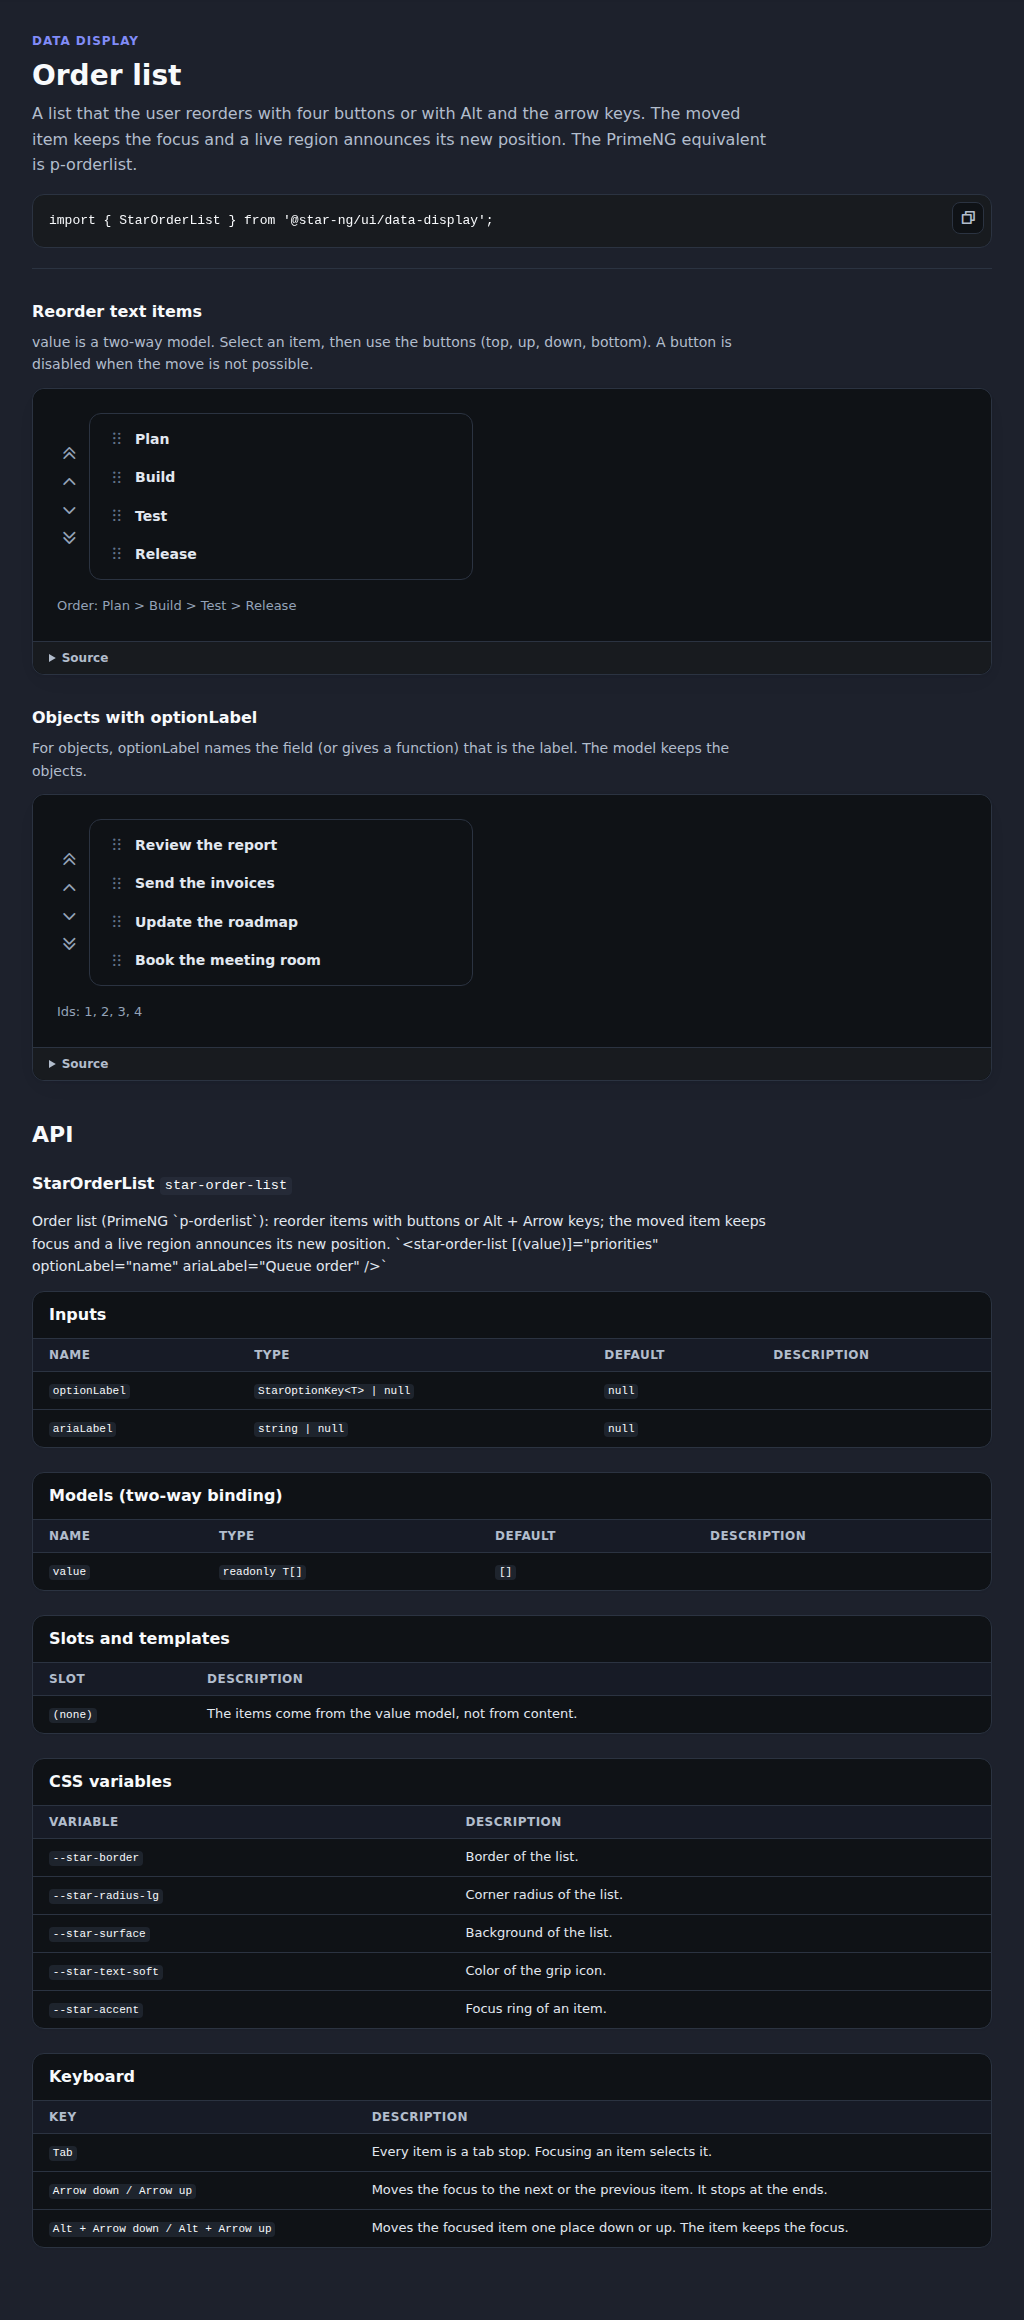 DATA DISPLAY
Order list
A list that the user reorders with four buttons or with Alt and the arrow keys. The moved
item keeps the focus and a live region announces its new position. The PrimeNG equivalent
is p-orderlist.
import { StarOrderList } from '@star-ng/ui/data-display';
Reorder text items
value is a two-way model. Select an item, then use the buttons (top, up, down, bottom). A button is
disabled when the move is not possible.
Plan
Build
Test
Release
Order: Plan > Build > Test > Release
Source
Objects with optionLabel
For objects, optionLabel names the field (or gives a function) that is the label. The model keeps the
objects.
Review the report
Send the invoices
Update the roadmap
Book the meeting room
Ids: 1, 2, 3, 4
Source
API
StarOrderList star-order-list
Order list (PrimeNG `p-orderlist`): reorder items with buttons or Alt + Arrow keys; the moved item keeps
focus and a live region announces its new position. `<star-order-list [(value)]="priorities"
optionLabel="name" ariaLabel="Queue order" />`
Inputs
NAME TYPE DEFAULT DESCRIPTION
optionLabel StarOptionKey<T> | null null
ariaLabel string | null null
Models (two-way binding)
NAME TYPE DEFAULT DESCRIPTION
value readonly T[] []
Slots and templates
SLOT DESCRIPTION
(none) The items come from the value model, not from content.
CSS variables
VARIABLE DESCRIPTION
--star-border Border of the list.
--star-radius-lg Corner radius of the list.
--star-surface Background of the list.
--star-text-soft Color of the grip icon.
--star-accent Focus ring of an item.
Keyboard
KEY DESCRIPTION
Tab Every item is a tab stop. Focusing an item selects it.
Arrow down / Arrow up Moves the focus to the next or the previous item. It stops at the ends.
Alt + Arrow down / Alt + Arrow up Moves the focused item one place down or up. The item keeps the focus.